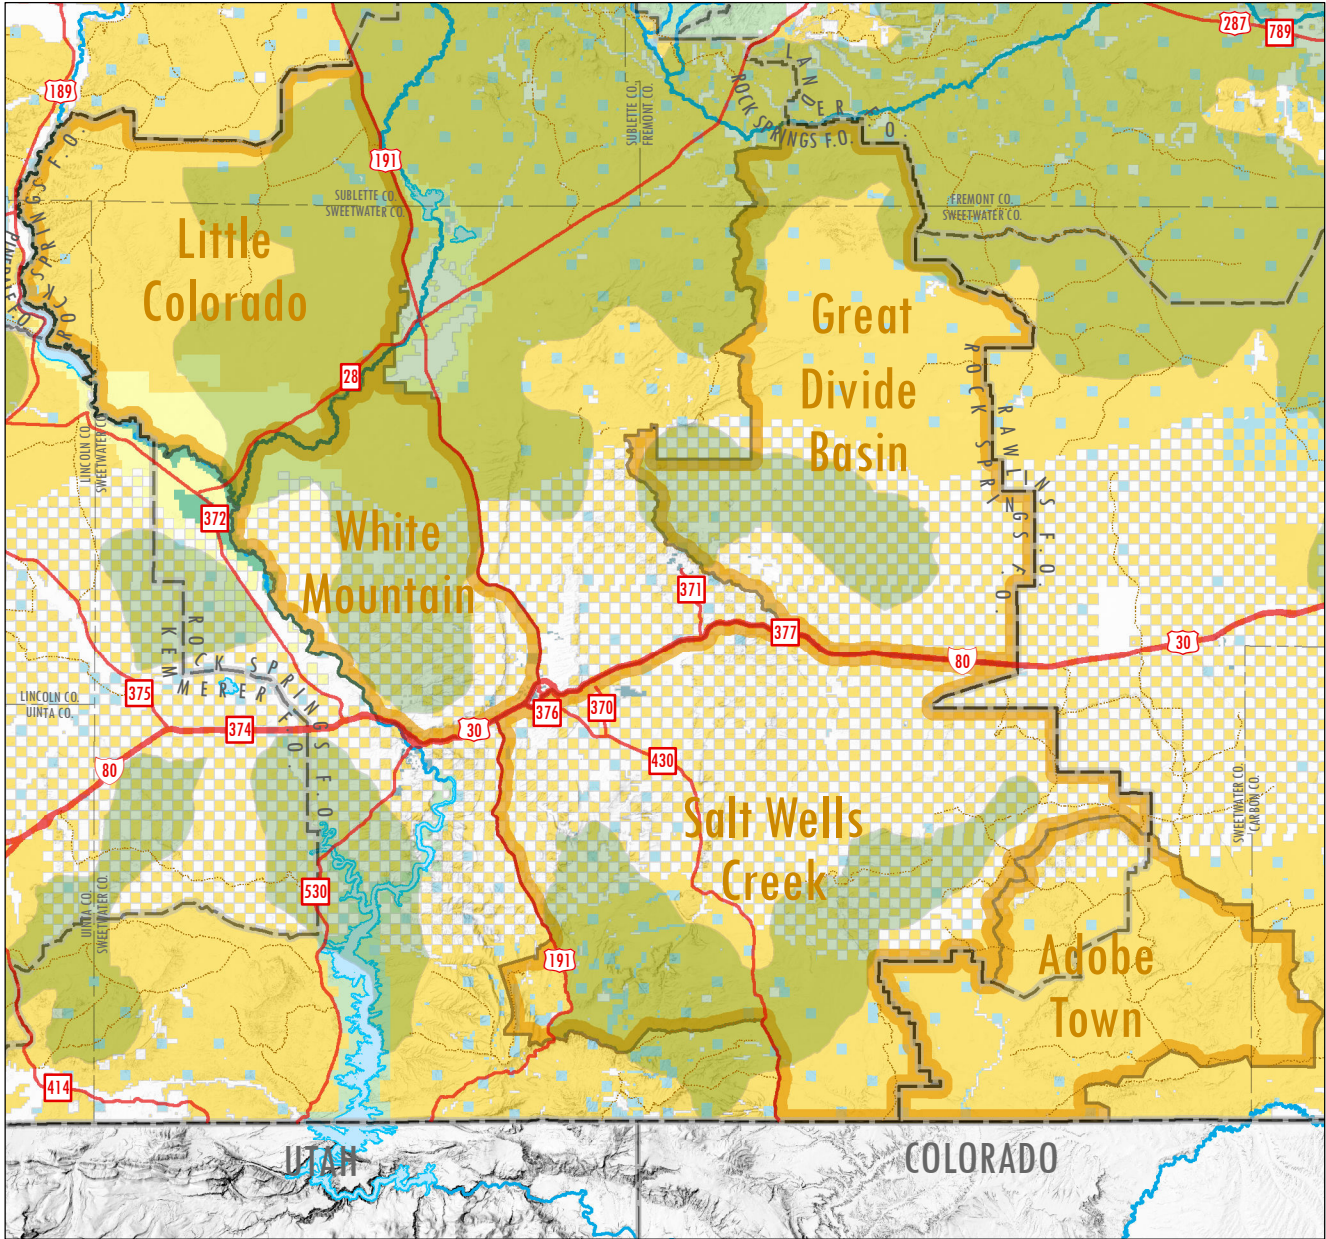 287
789
189
LANDER F.O.
ROCK SPRINGS F.O.
SUBLETTE CO.
FREMONT CO.
191
ROCK SPRINGS F.O.
SUBLETTE CO.
SWEETWATER CO.
FREMONT CO.
SWEETWATER CO.
Little
Colorado
Great
Divide
Basin
28
ROCK SPRINGS F.O.
RAWLINS F.O.
LINCOLN CO.
SWEETWATER CO.
372
White
Mountain
371
377
30
80
ROCK SPRINGS F.O.
KEMMERER F.O.
375
LINCOLN CO.
UINTA CO.
374
30
376
370
430
80
SWEETWATER CO.
CARBON CO.
Salt Wells
Creek
530
UINTA CO.
SWEETWATER CO.
191
Adobe
Town
414
UTAH
COLORADO